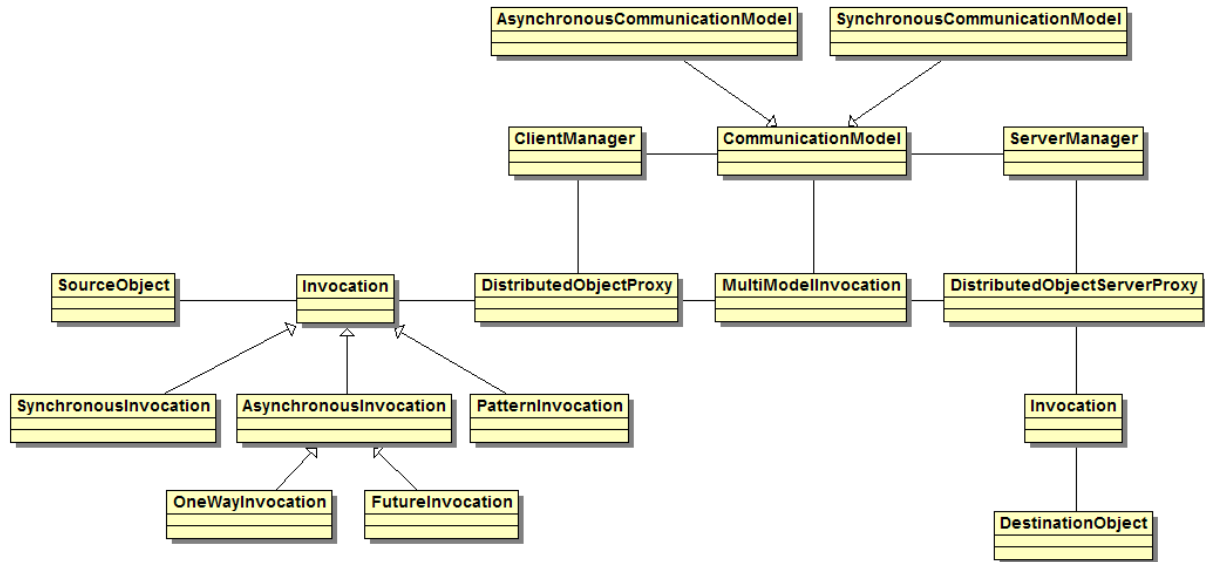 AsynchronousCommunicationModel
SynchronousCommunicationModel
ClientManager
CommunicationModel
ServerManager
SourceObject
Invocation
DistributedObjectProxy
MultiModelInvocation
DistributedObjectServerProxy
SynchronousInvocation
AsynchronousInvocation
PatternInvocation
Invocation
OneWayInvocation
FutureInvocation
DestinationObject